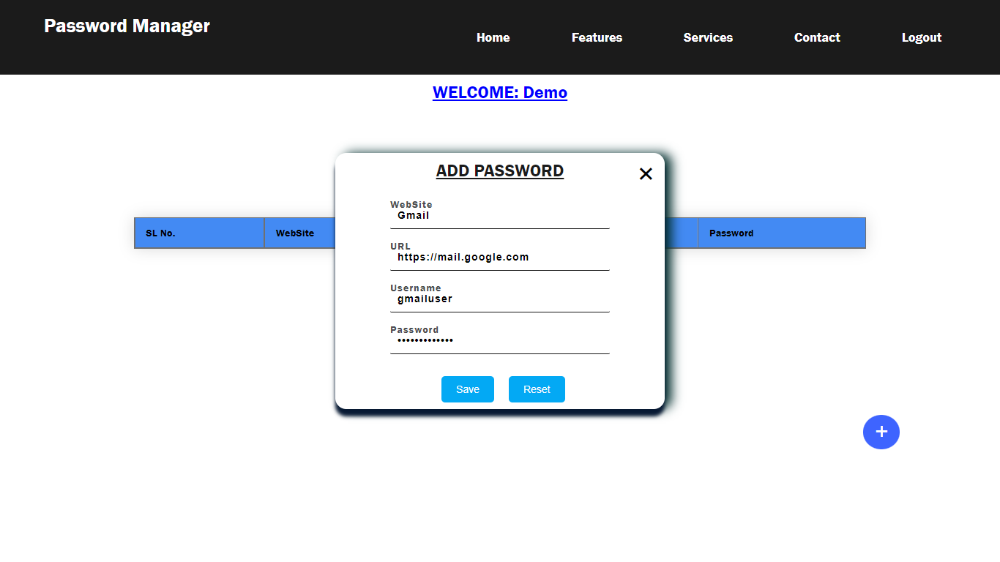 Password Manager
Home Features Services Contact Logout
WELCOME: Demo
ADD PASSWORD ✕
WebSite
Gmail
SL No. WebSite Password
URL
https://mail.google.com
Username
gmailuser
Password
•••••••••••••
Save Reset
+